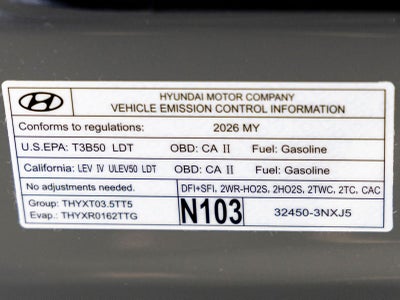 HYUNDAI MOTOR COMPANY
VEHICLE EMISSION CONTROL INFORMATION
Conforms to regulations: 2026 MY
U.S.EPA: T3B50 LDT OBD: CA II Fuel: Gasoline
California: LEV IV ULEV50 LDT OBD: CA II Fuel: Gasoline
No adjustments needed. DFI+SFI, 2WR-HO2S, 2HO2S, 2TWC, 2TC, CAC
Group: THYXT03.5TT5
Evap.: THYXR0162TTG
N103
32450-3NXJ5